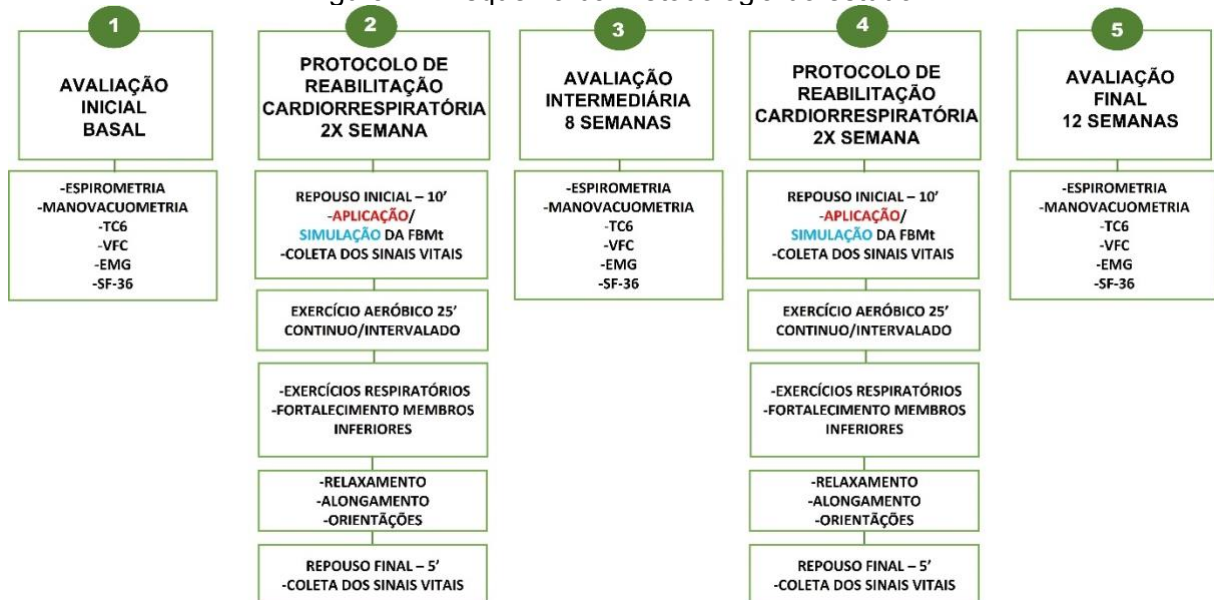 1
AVALIAÇÃO
INICIAL
BASAL
-ESPIROMETRIA
-MANOVACUOMETRIA
-TC6
-VFC
-EMG
-SF-36
2
PROTOCOLO DE
REABILITAÇÃO
CARDIORRESPIRATÓRIA
2X SEMANA
REPOUSO INICIAL – 10’
-APLICAÇÃO/
SIMULAÇÃO DA FBMt
-COLETA DOS SINAIS VITAIS
EXERCÍCIO AERÓBICO 25’
CONTINUO/INTERVALADO
-EXERCÍCIOS RESPIRATÓRIOS
-FORTALECIMENTO MEMBROS
INFERIORES
-RELAXAMENTO
-ALONGAMENTO
-ORIENTÃÇÕES
REPOUSO FINAL – 5’
-COLETA DOS SINAIS VITAIS
3
AVALIAÇÃO
INTERMEDIÁRIA
8 SEMANAS
-ESPIROMETRIA
-MANOVACUOMETRIA
-TC6
-VFC
-EMG
-SF-36
4
PROTOCOLO DE
REABILITAÇÃO
CARDIORRESPIRATÓRIA
2X SEMANA
REPOUSO INICIAL – 10’
-APLICAÇÃO/
SIMULAÇÃO DA FBMt
-COLETA DOS SINAIS VITAIS
EXERCÍCIO AERÓBICO 25’
CONTINUO/INTERVALADO
-EXERCÍCIOS RESPIRATÓRIOS
-FORTALECIMENTO MEMBROS
INFERIORES
-RELAXAMENTO
-ALONGAMENTO
-ORIENTÃÇÕES
REPOUSO FINAL – 5’
-COLETA DOS SINAIS VITAIS
5
AVALIAÇÃO
FINAL
12 SEMANAS
-ESPIROMETRIA
-MANOVACUOMETRIA
-TC6
-VFC
-EMG
-SF-36